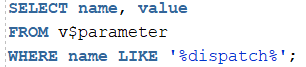 SELECT name, value
FROM v$parameter
WHERE name LIKE '%dispatch%';